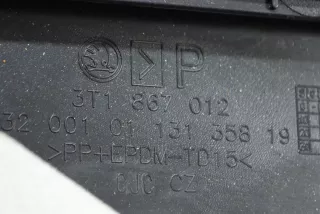 P
3T1 867 012
32 001 01 131 358 19
>PP+EPDM-TD15<
CZ